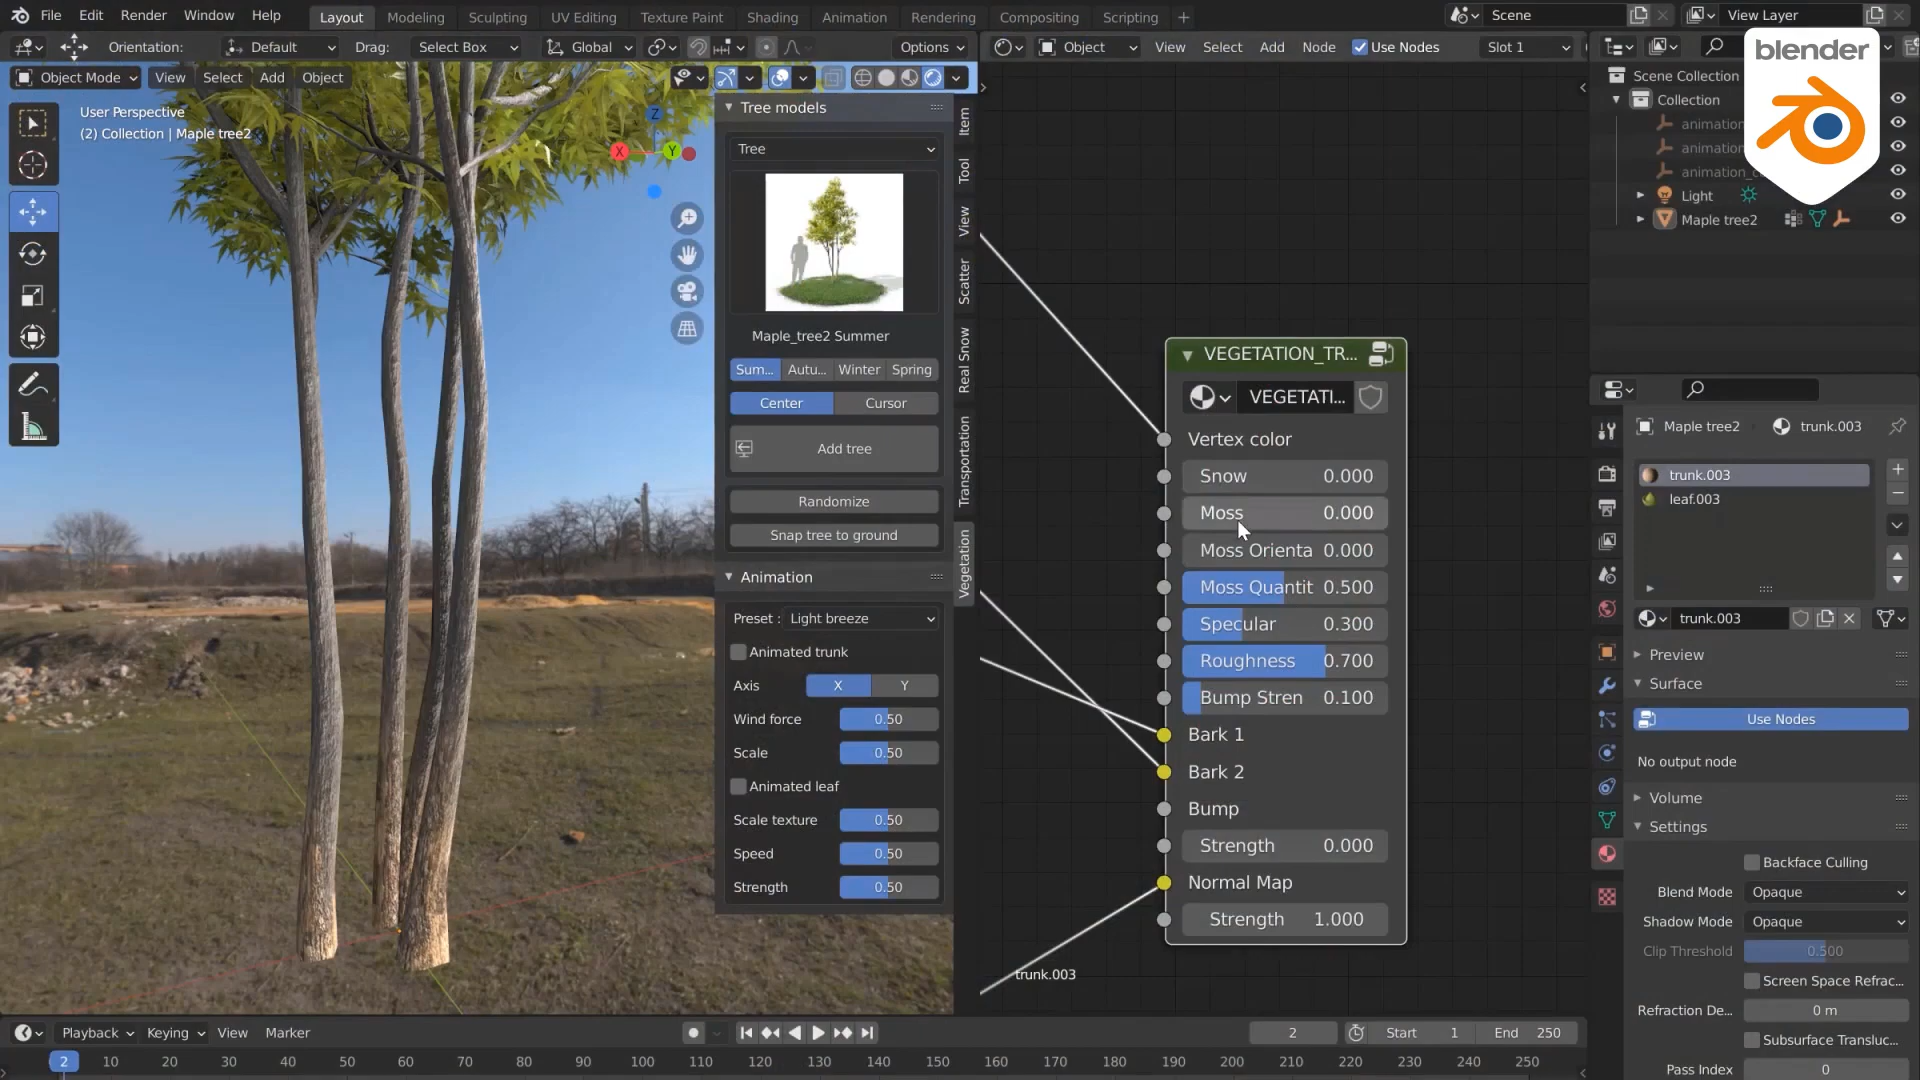 File Edit Render Window Help Layout Modeling Sculpting UV Editing Texture Paint Shading Animation Rendering Compositing Scripting + Scene View Layer
Orientation: Default Drag: Select Box Global Options
Object View Select Add Node Use Nodes Slot 1
Object Mode View Select Add Object
User Perspective
(2) Collection | Maple tree2
Z
X
Y
Tree models
Tree
Maple_tree2 Summer
Sum... Autu... Winter Spring
Center Cursor
Add tree
Randomize
Snap tree to ground
Animation
Preset : Light breeze
Animated trunk
Axis X Y
Wind force 0.50
Scale 0.50
Animated leaf
Scale texture 0.50
Speed 0.50
Strength 0.50
Item
Tool
View
Scatter
Real Snow
Transportation
Vegetation
VEGETATION_TR...
VEGETATI...
Vertex color
Snow 0.000
Moss 0.000
Moss Orienta 0.000
Moss Quantit 0.500
Specular 0.300
Roughness 0.700
Bump Stren 0.100
Bark 1
Bark 2
Bump
Strength 0.000
Normal Map
Strength 1.000
trunk.003
blender
Scene Collection
Collection
animation
animation
animation_c
Light
Maple tree2
Maple tree2 trunk.003
trunk.003
leaf.003
trunk.003
Preview
Surface
Use Nodes
No output node
Volume
Settings
Backface Culling
Blend Mode Opaque
Shadow Mode Opaque
Clip Threshold 0.500
Screen Space Refrac...
Refraction De... 0 m
Subsurface Transluc...
Pass Index 0
Playback Keying View Marker 2 Start 1 End 250
2 10 20 30 40 50 60 70 80 90 100 110 120 130 140 150 160 170 180 190 200 210 220 230 240 250